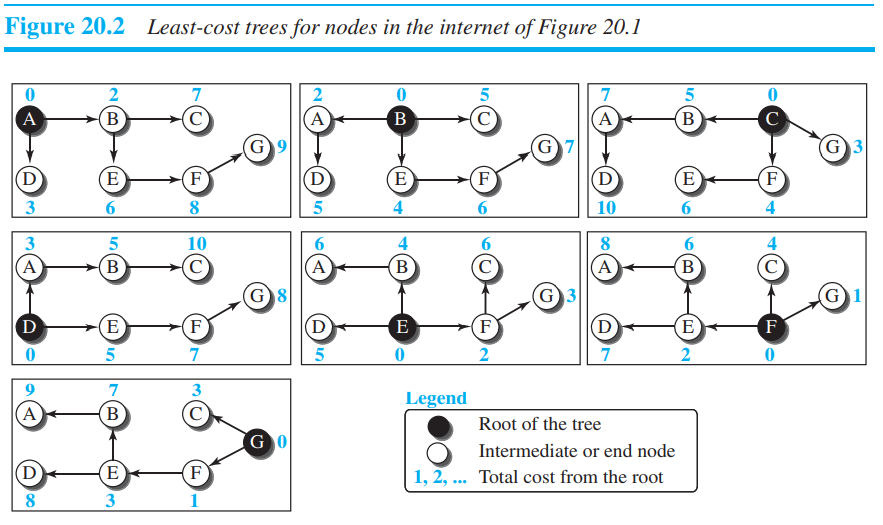 Figure 20.2 Least-cost trees for nodes in the internet of Figure 20.1
0 2 7
A B C
G 9
D E F
3 6 8
2 0 5
A B C
G 7
D E F
5 4 6
7 5 0
A B C
G 3
D E F
10 6 4
3 5 10
A B C
G 8
D E F
0 5 7
6 4 6
A B C
G 3
D E F
5 0 2
8 6 4
A B C
G 1
D E F
7 2 0
9 7 3
A B C
G 0
D E F
8 3 1
Legend
Root of the tree
Intermediate or end node
1, 2, ... Total cost from the root